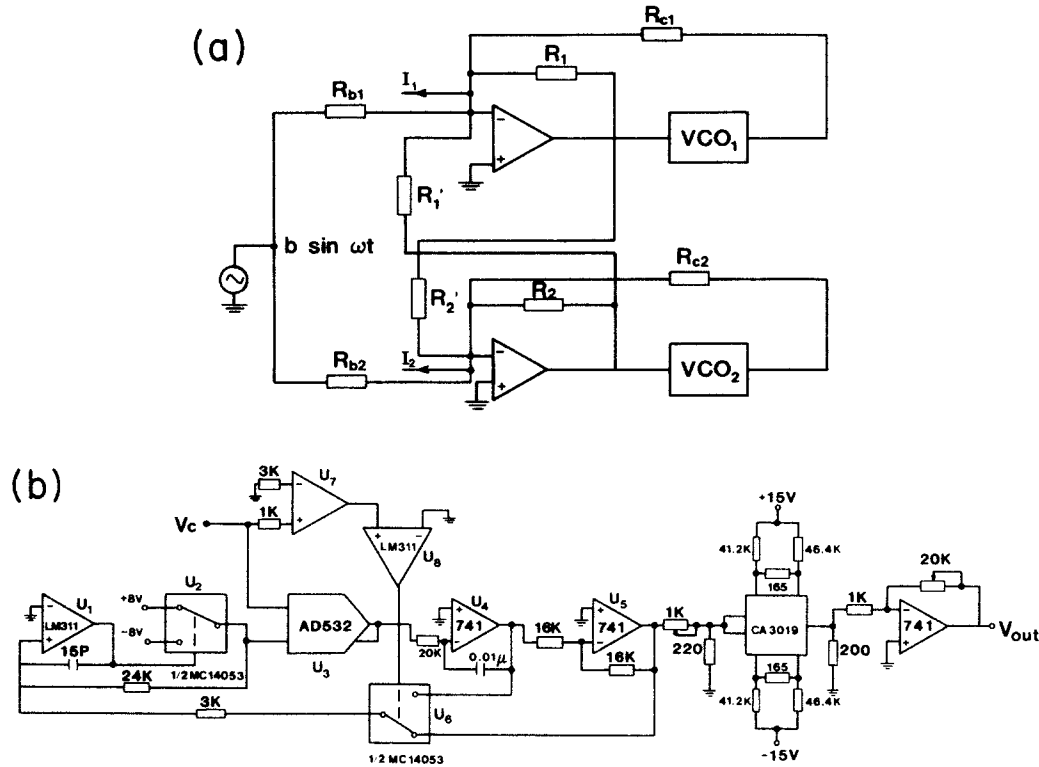 (a)
Rc1
R1
I1
Rb1
VCO1
R1'
b sin ωt
Rc2
R2'
R2
I2
Rb2
VCO2
(b)
3K
U7
+15V
Vc
1K
LM311
U8
41.2K
46.4K
165
20K
U2
+8V
-8V
U1
LM311
15P
1/2 MC14053
24K
AD532
U3
20K
U4
741
0.01μ
16K
U5
741
16K
1K
220
CA3019
200
1K
741
Vout
3K
U6
1/2 MC14053
165
41.2K
46.4K
-15V